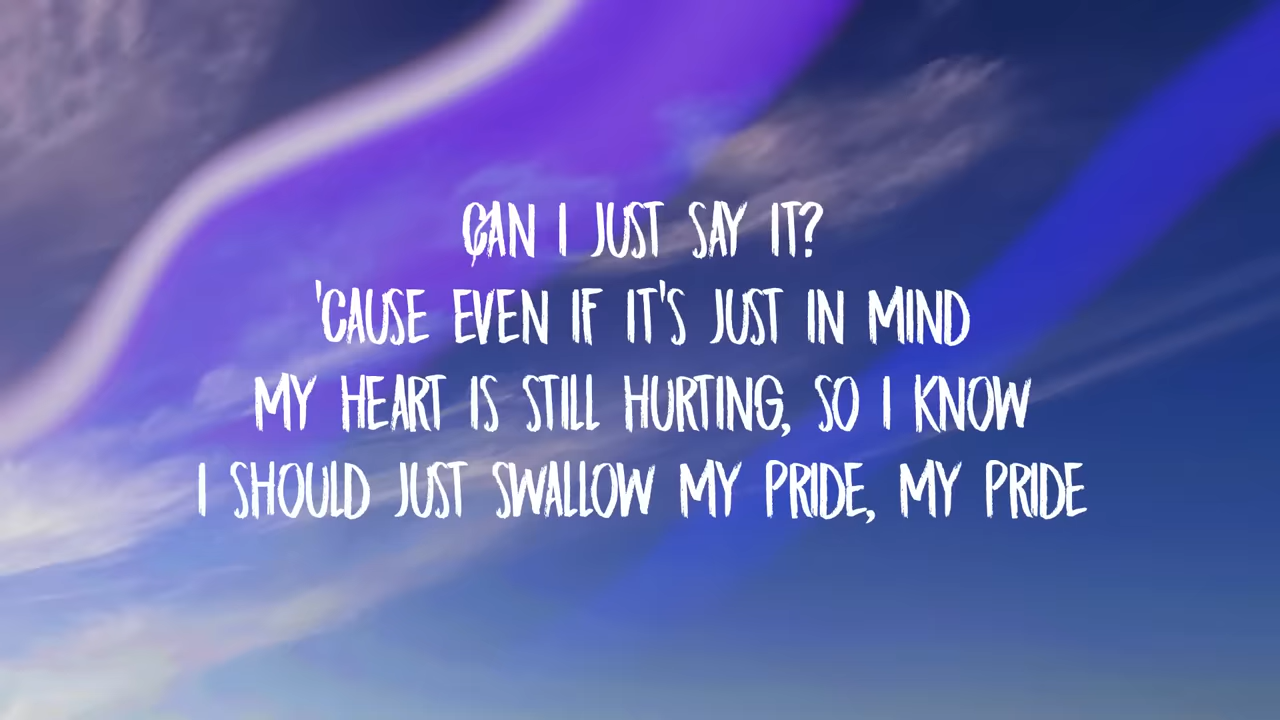 CAN I JUST SAY IT?
'CAUSE EVEN IF IT'S JUST IN MIND
MY HEART IS STILL HURTING, SO I KNOW
I SHOULD JUST SWALLOW MY PRIDE, MY PRIDE